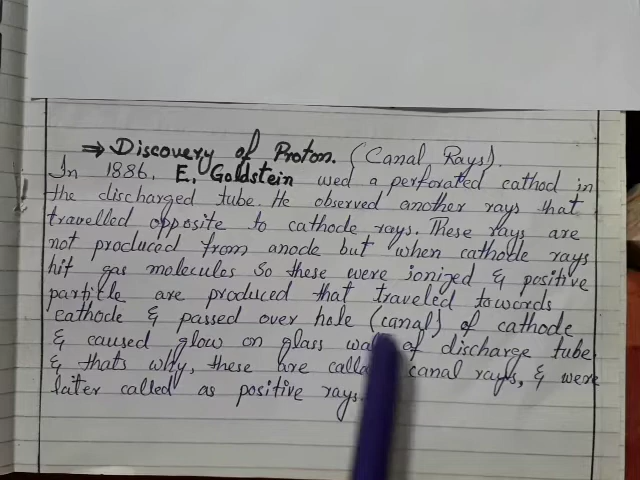 ⇒ Discovery of Proton. (Canal Rays).
In 1886, E. Goldstein used a perforated cathod in
the discharged tube. He observed another rays that
travelled opposite to cathode rays. These rays are
not produced from anode but when cathode rays
hit gas molecules so these were ionized & positive
particle are produced that traveled towords
cathode & passed over hole (canal) of cathode
& caused glow on glass of discharge tube
& thats why, these are canal rays, & were
later called as positive rays.